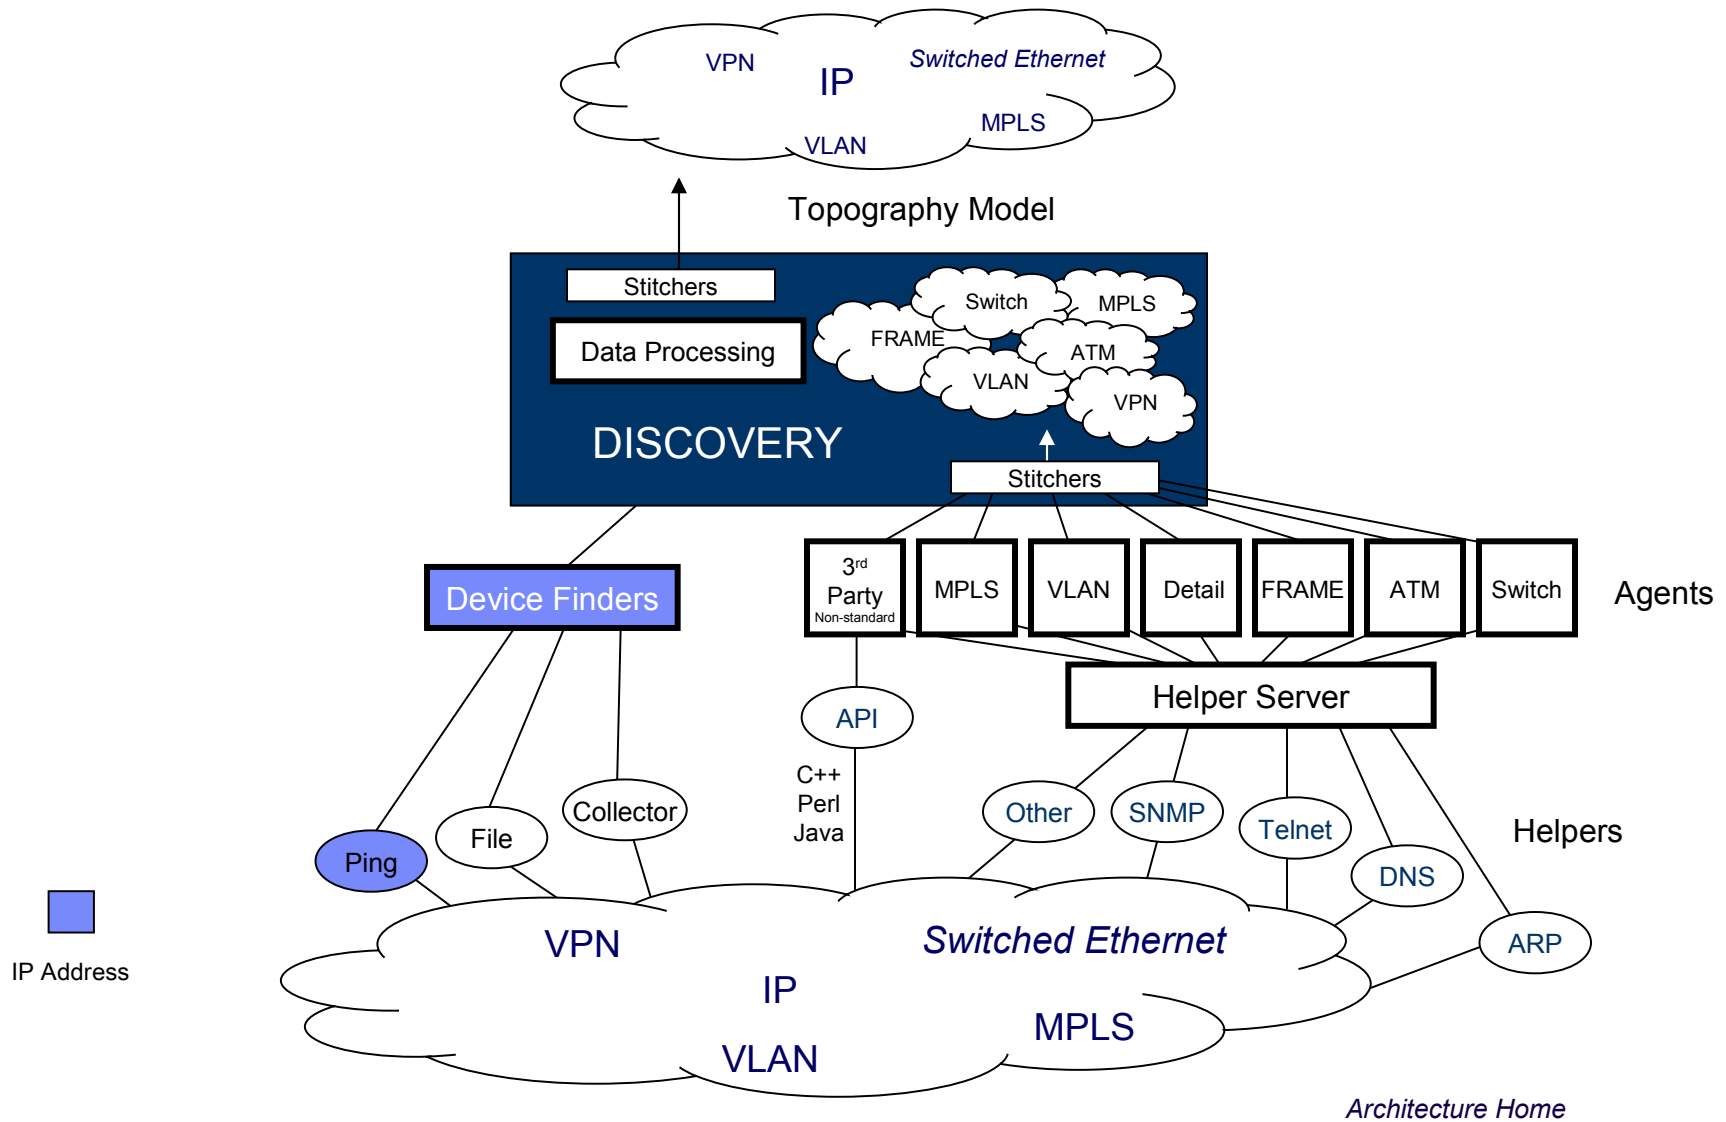 VPN
IP
Switched Ethernet
MPLS
VLAN
Topography Model
Stitchers
Data Processing
DISCOVERY
Switch
MPLS
FRAME
ATM
VLAN
VPN
Stitchers
Device Finders
3rd
Party
Non-standard
MPLS
VLAN
Detail
FRAME
ATM
Switch
Agents
Helper Server
API
C++
Perl
Java
Ping
File
Collector
Other
SNMP
Telnet
DNS
ARP
Helpers
IP Address
VPN
Switched Ethernet
IP
MPLS
VLAN
Architecture Home